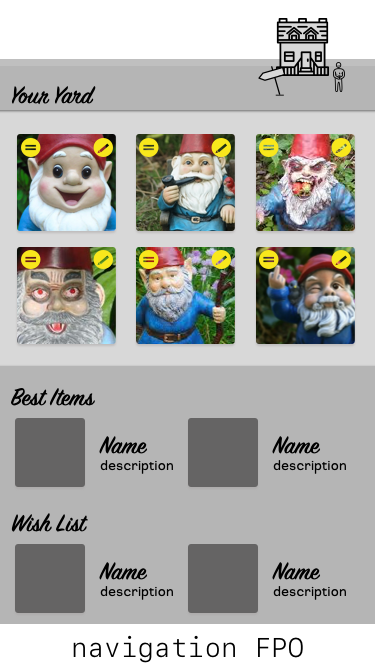 Your Yard
Best Items
Name
description
Name
description
Wish List
Name
description
Name
description
navigation FPO